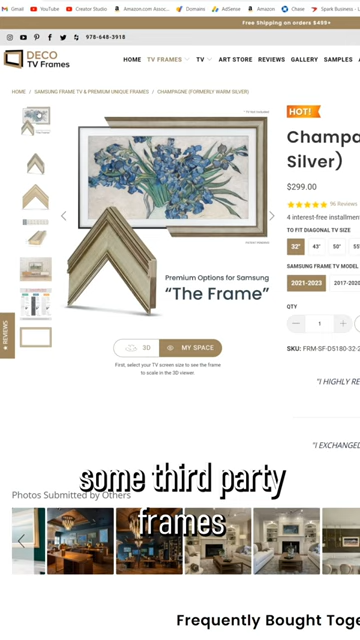 Gmail
YouTube
Creator Studio
Amazon.com Assoc...
Domains
AdSense
Amazon
Chase
Spark Business - L
Free Shipping on orders $499+
978-648-3918
DECO
TV Frames
HOME
TV FRAMES
TV
ART STORE
REVIEWS
GALLERY
SAMPLES
HOME / SAMSUNG FRAME TV & PREMIUM UNIQUE FRAMES / CHAMPAGNE (FORMERLY WARM SILVER)
HOT!
Champa
Silver)
$299.00
96 Reviews
4 interest-free installment
TO FIT DIAGONAL TV SIZE
32"
43"
50"
55"
SAMSUNG FRAME TV MODEL
2021-2023
2017-2020
QTY
1
SKU: FRM-SF-D5180-32-2
Premium Options for Samsung
"The Frame"
3D
MY SPACE
First, select your TV screen size to see the frame
to scale in the 3D viewer
REVIEWS
"I HIGHLY RE
"I EXCHANGED
some third party
frames
Photos Submitted by Others
Frequently Bought Toge